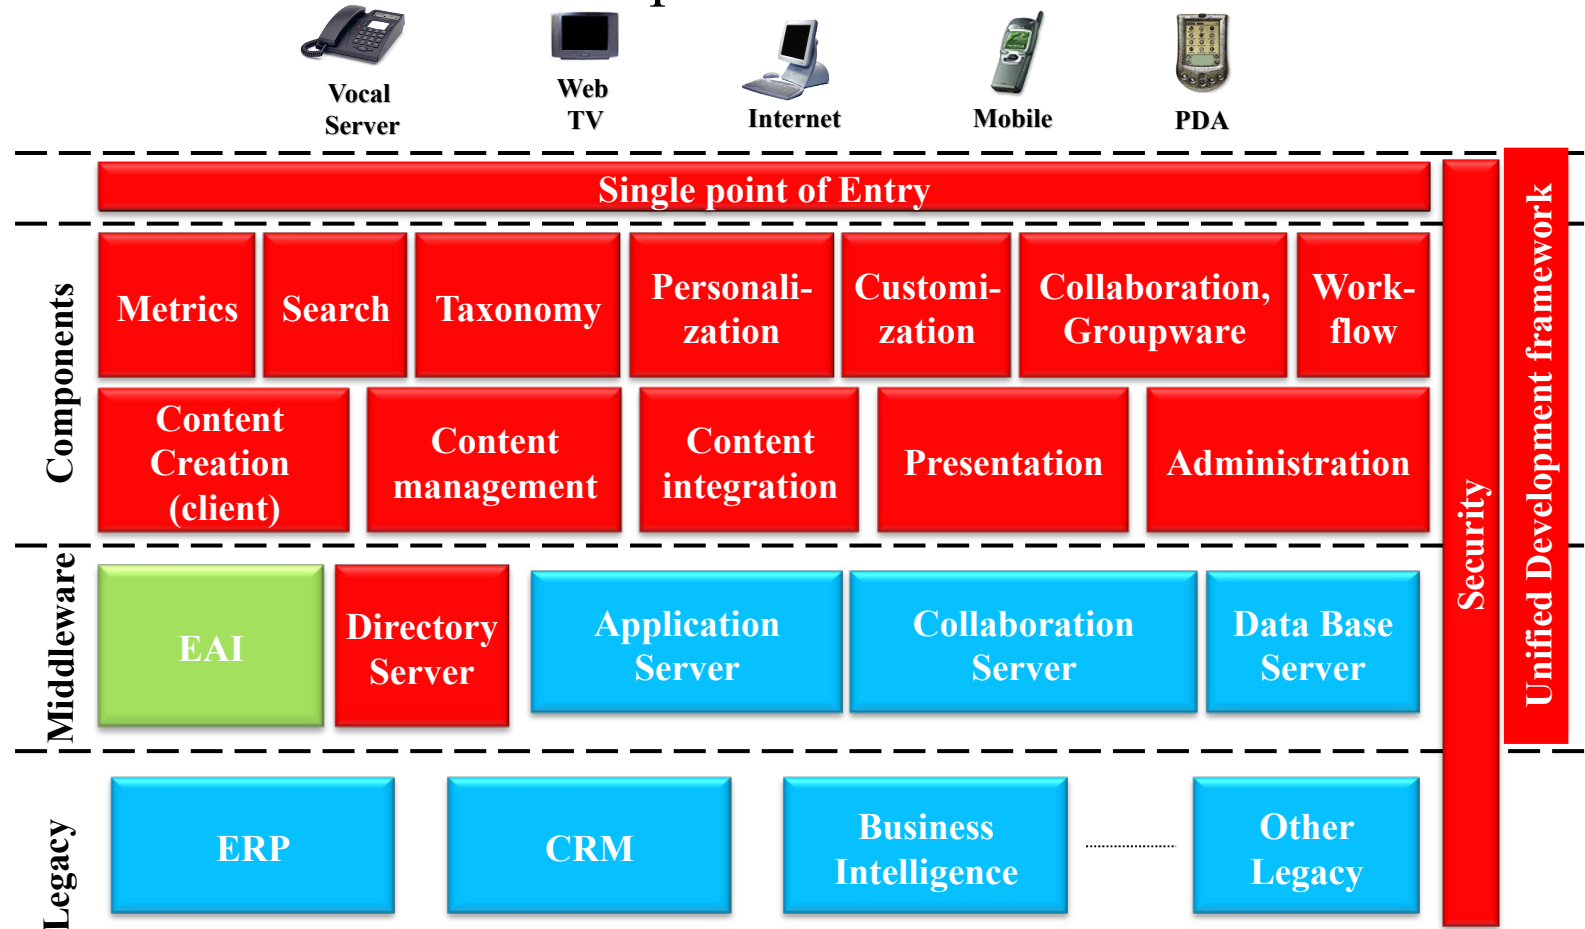 Vocal
Server
Web
TV
Internet
Mobile
PDA
Single point of Entry
Components
Metrics
Search
Taxonomy
Personali-
zation
Customi-
zation
Collaboration,
Groupware
Work-
flow
Content
Creation
(client)
Content
management
Content
integration
Presentation
Administration
Middleware
EAI
Directory
Server
Application
Server
Collaboration
Server
Data Base
Server
Legacy
ERP
CRM
Business
Intelligence
Other
Legacy
Security
Unified Development framework